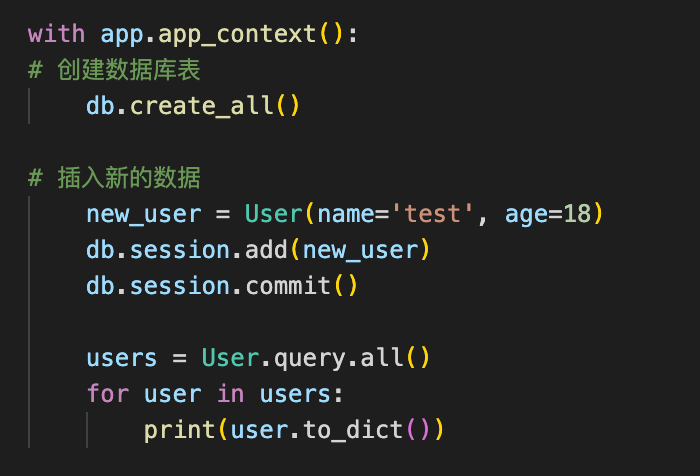 with app.app_context():
# 创建数据库表
    db.create_all()

# 插入新的数据
    new_user = User(name='test', age=18)
    db.session.add(new_user)
    db.session.commit()

    users = User.query.all()
    for user in users:
        print(user.to_dict())